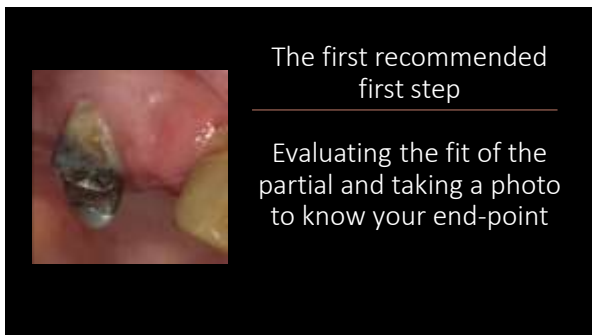 The first recommended
first step
Evaluating the fit of the
partial and taking a photo
to know your end-point